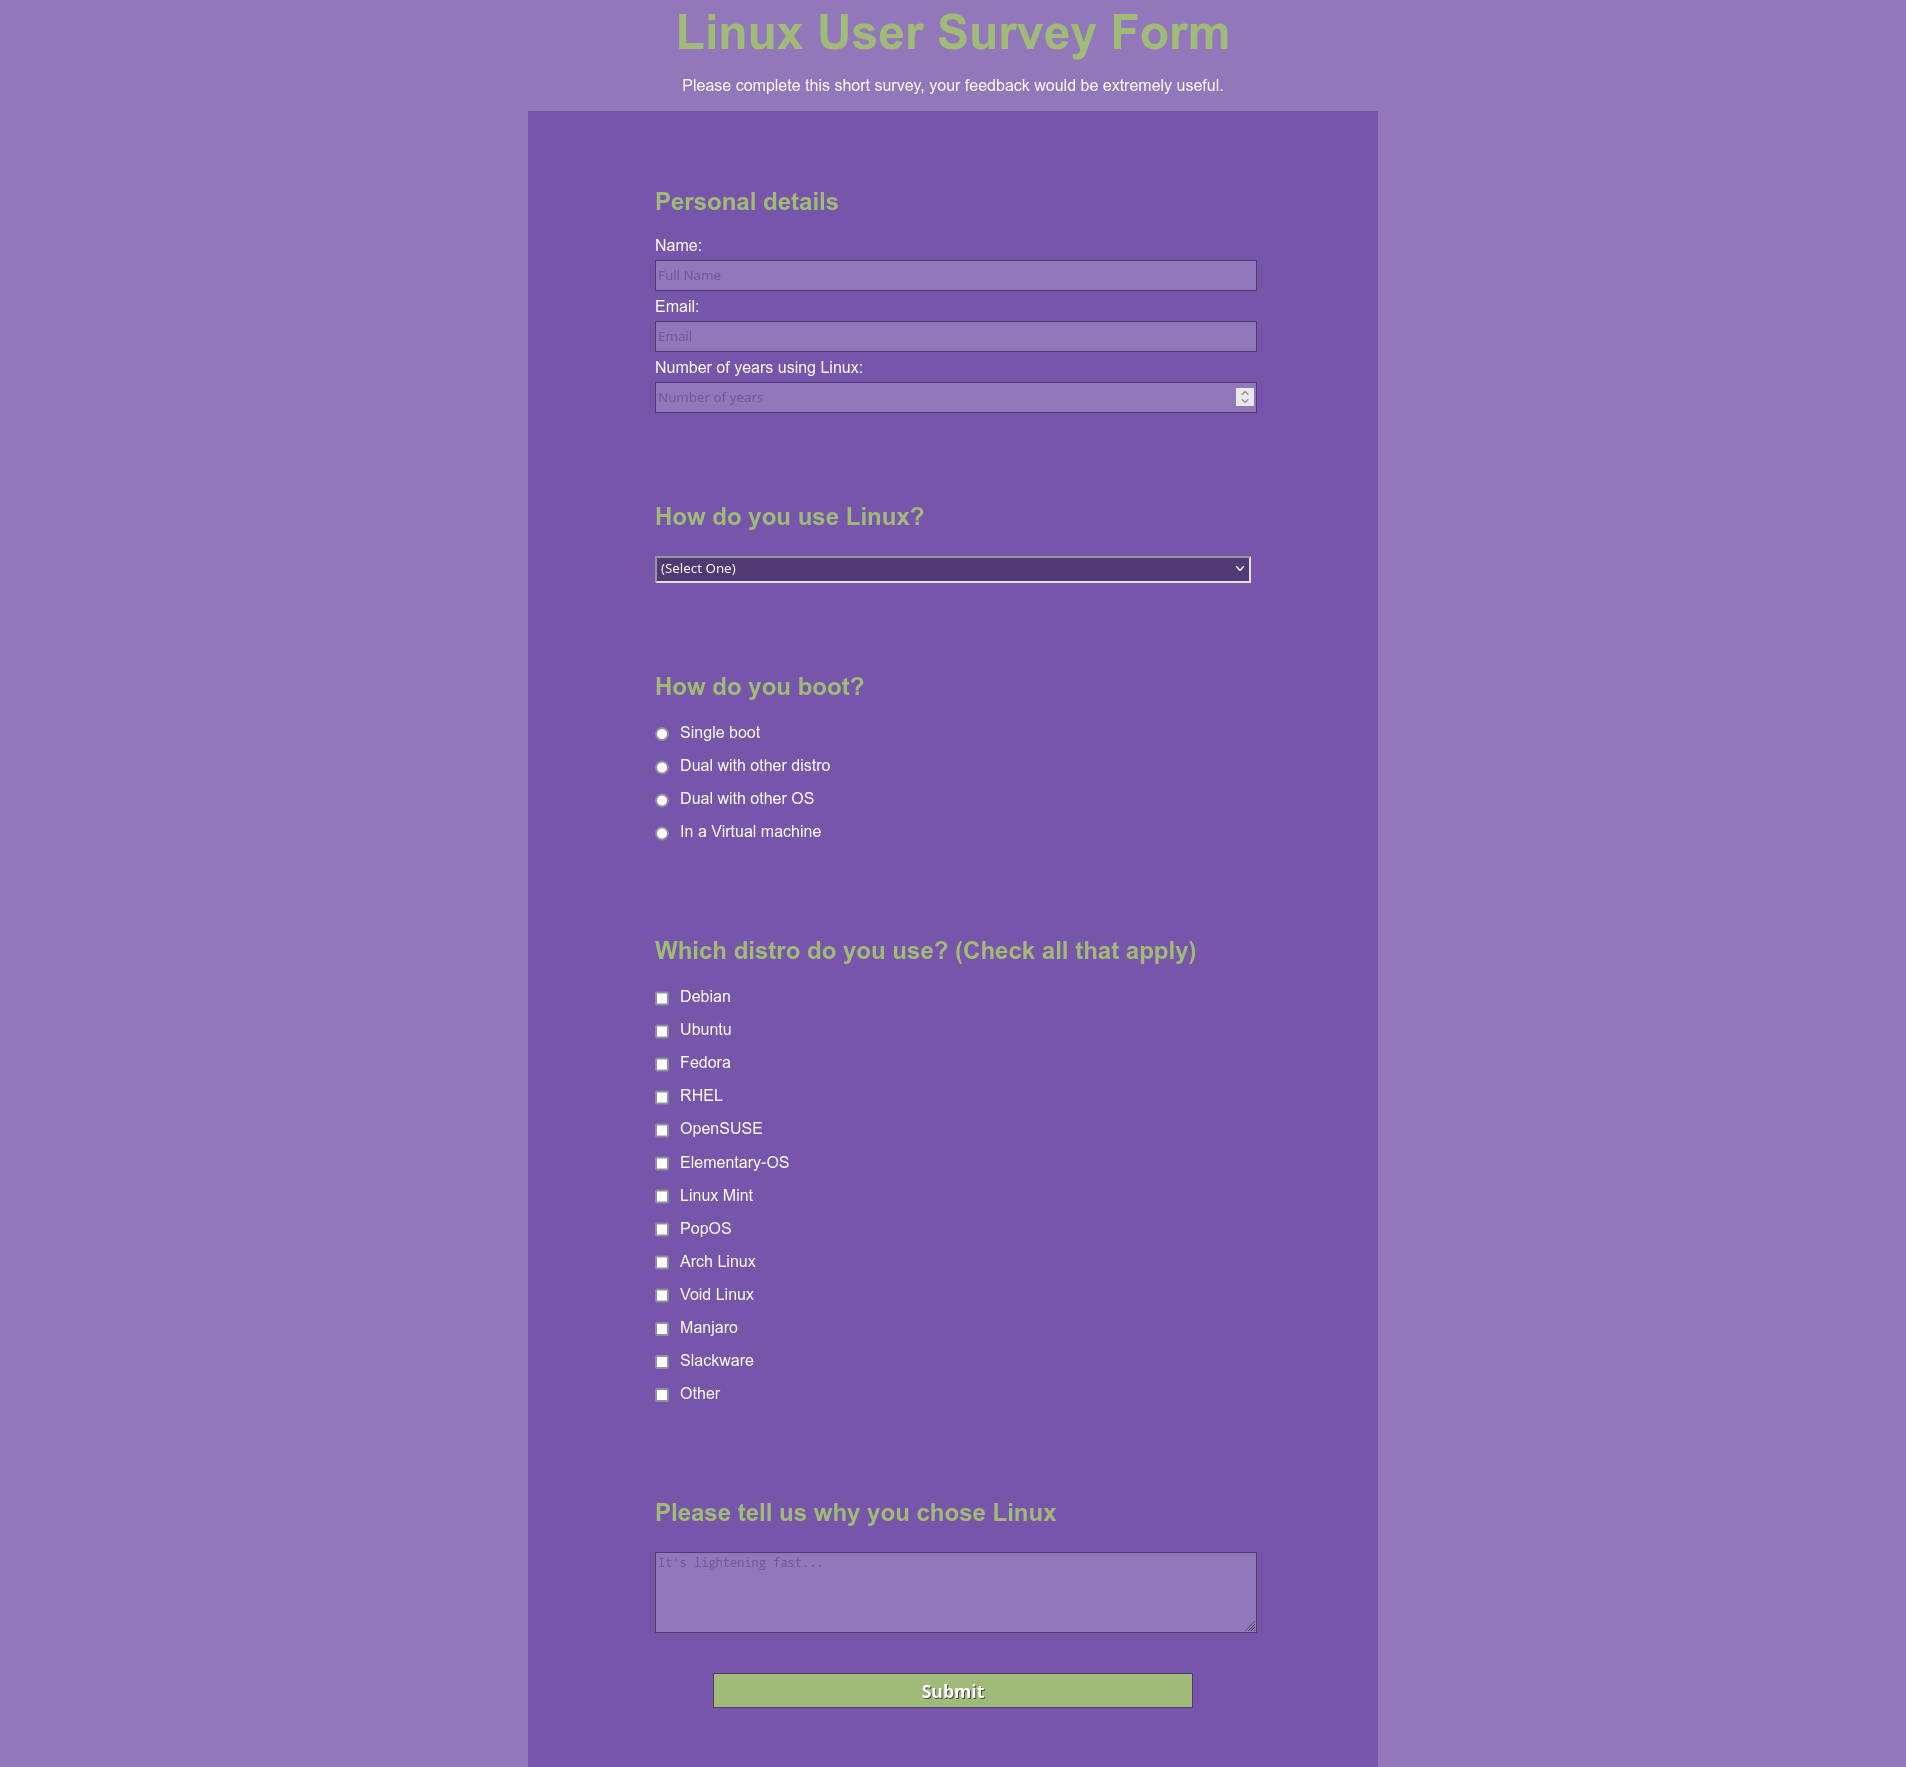 Linux User Survey Form
Please complete this short survey, your feedback would be extremely useful.
Personal details
Name:
Full Name
Email:
Email
Number of years using Linux:
Number of years
How do you use Linux?
(Select One)
How do you boot?
Single boot
Dual with other distro
Dual with other OS
In a Virtual machine
Which distro do you use? (Check all that apply)
Debian
Ubuntu
Fedora
RHEL
OpenSUSE
Elementary-OS
Linux Mint
PopOS
Arch Linux
Void Linux
Manjaro
Slackware
Other
Please tell us why you chose Linux
It's lightening fast...
Submit